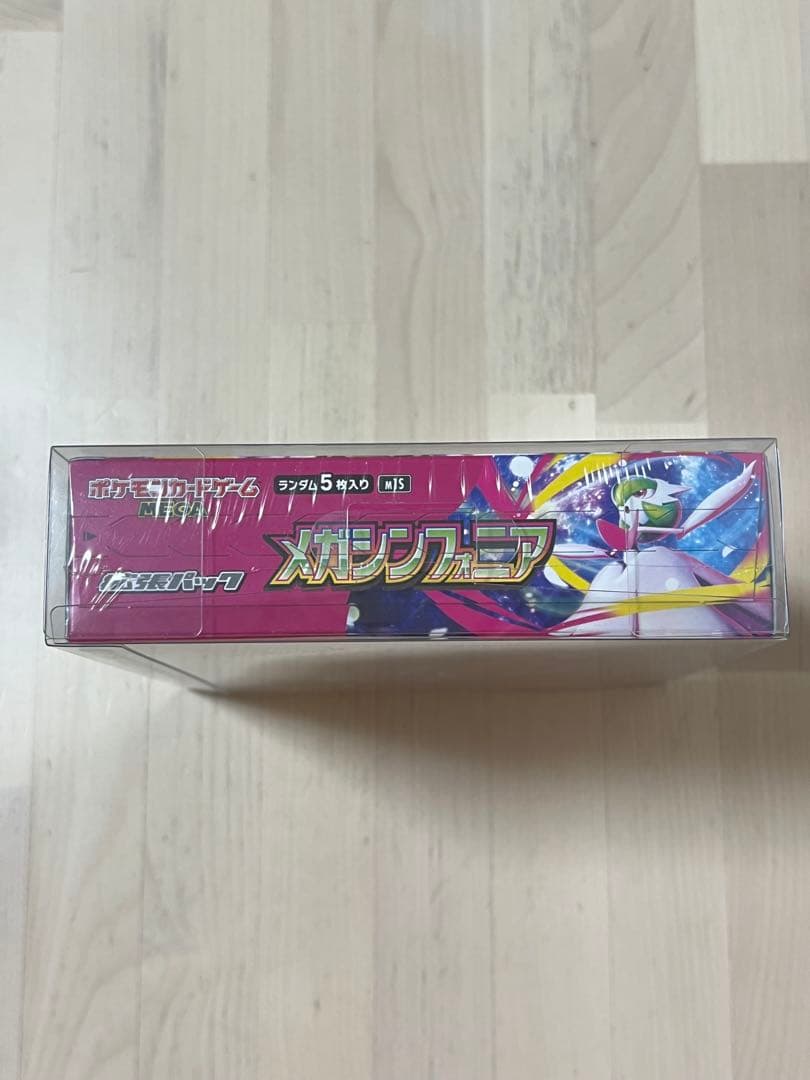 ポケモンカードゲーム
MEGA
ランダム5枚入り
M1S
拡張パック
メガシンフォニア